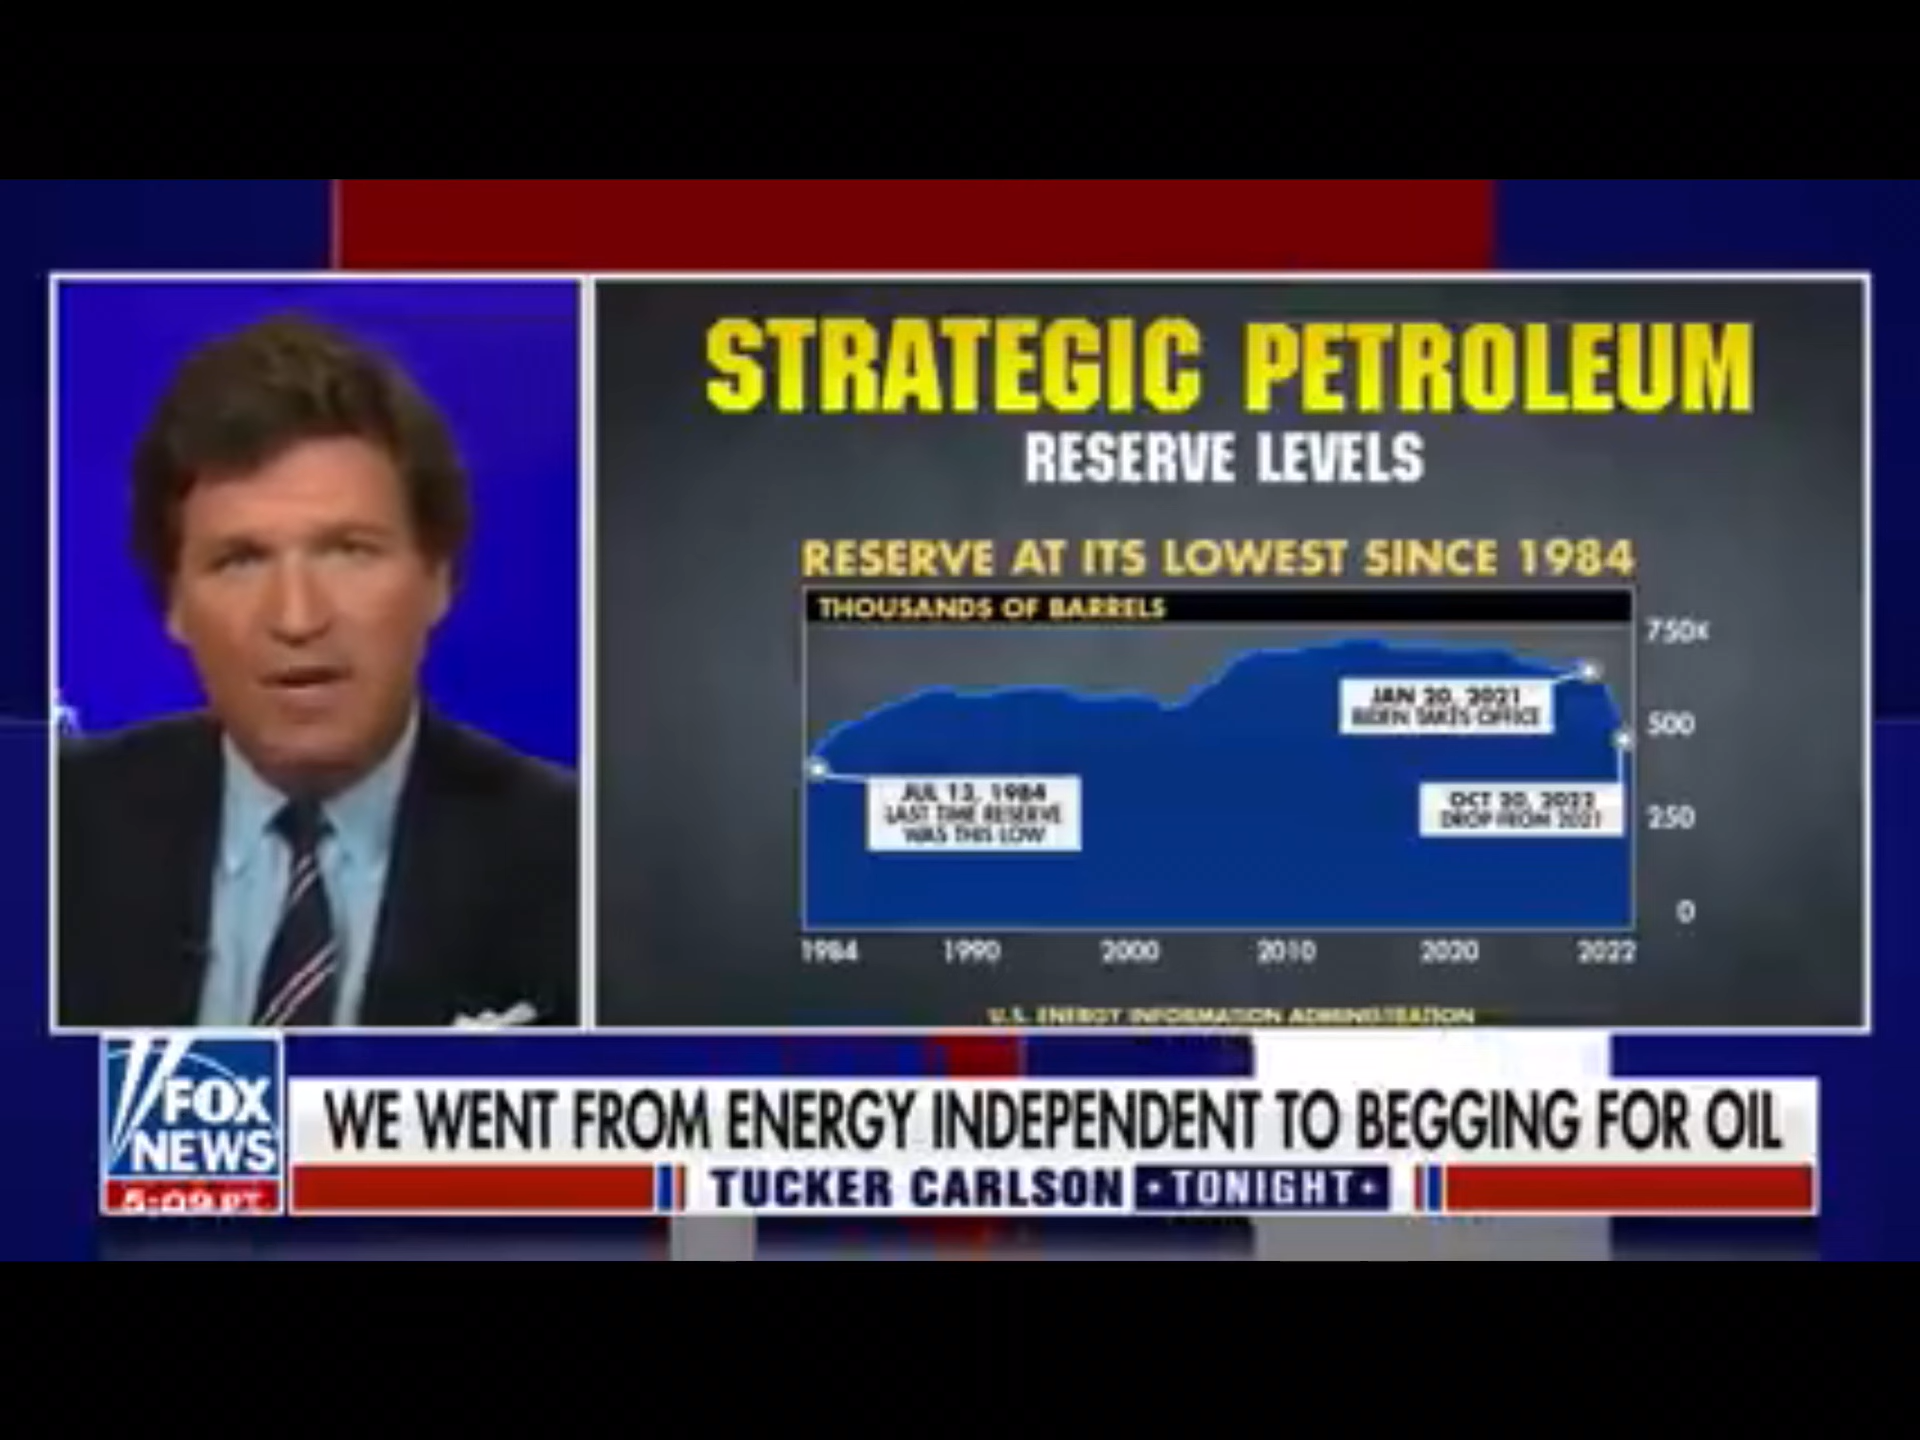 STRATEGIC PETROLEUM
RESERVE LEVELS
RESERVE AT ITS LOWEST SINCE 1984
THOUSANDS OF BARRELS
750K
JAN 20, 2021
BIDEN TAKES OFFICE
500
JUL 13, 1984
LAST TIME RESERVE
WAS THIS LOW
OCT 20, 2022
DROP FROM 2021
250
0
1984 1990 2000 2010 2020 2022
U.S. ENERGY INFORMATION ADMINISTRATION
FOX
NEWS
5:09 PT
WE WENT FROM ENERGY INDEPENDENT TO BEGGING FOR OIL
TUCKER CARLSON TONIGHT